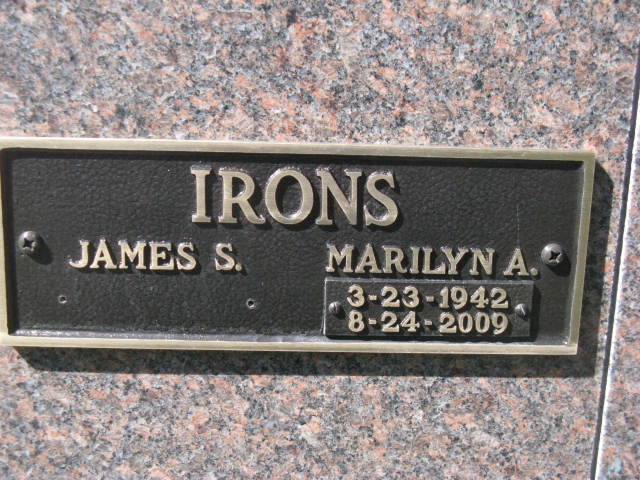 IRONS
JAMES S. MARILYN A.
3-23-1942
8-24-2009